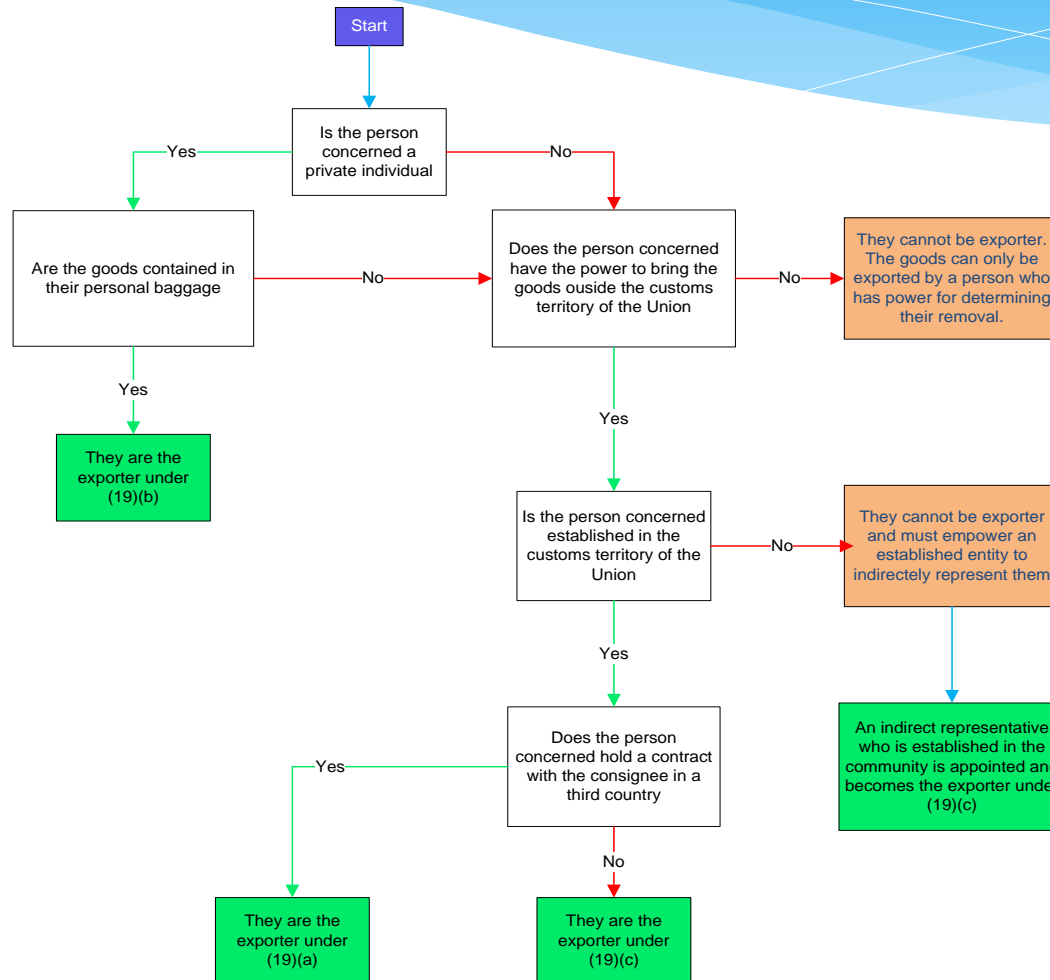 Start
Is the person
concerned a
private individual
Yes
No
Are the goods contained in
their personal baggage
No
Does the person concerned
have the power to bring the
goods ouside the customs
territory of the Union
No
They cannot be exporter.
The goods can only be
exported by a person who
has power for determining
their removal.
Yes
They are the
exporter under
(19)(b)
Yes
Is the person concerned
established in the
customs territory of the
Union
No
They cannot be exporter
and must empower an
established entity to
indirectely represent them
Yes
Does the person
concerned hold a contract
with the consignee in a
third country
An indirect representative
who is established in the
community is appointed and
becomes the exporter under
(19)(c)
Yes
No
They are the
exporter under
(19)(a)
They are the
exporter under
(19)(c)